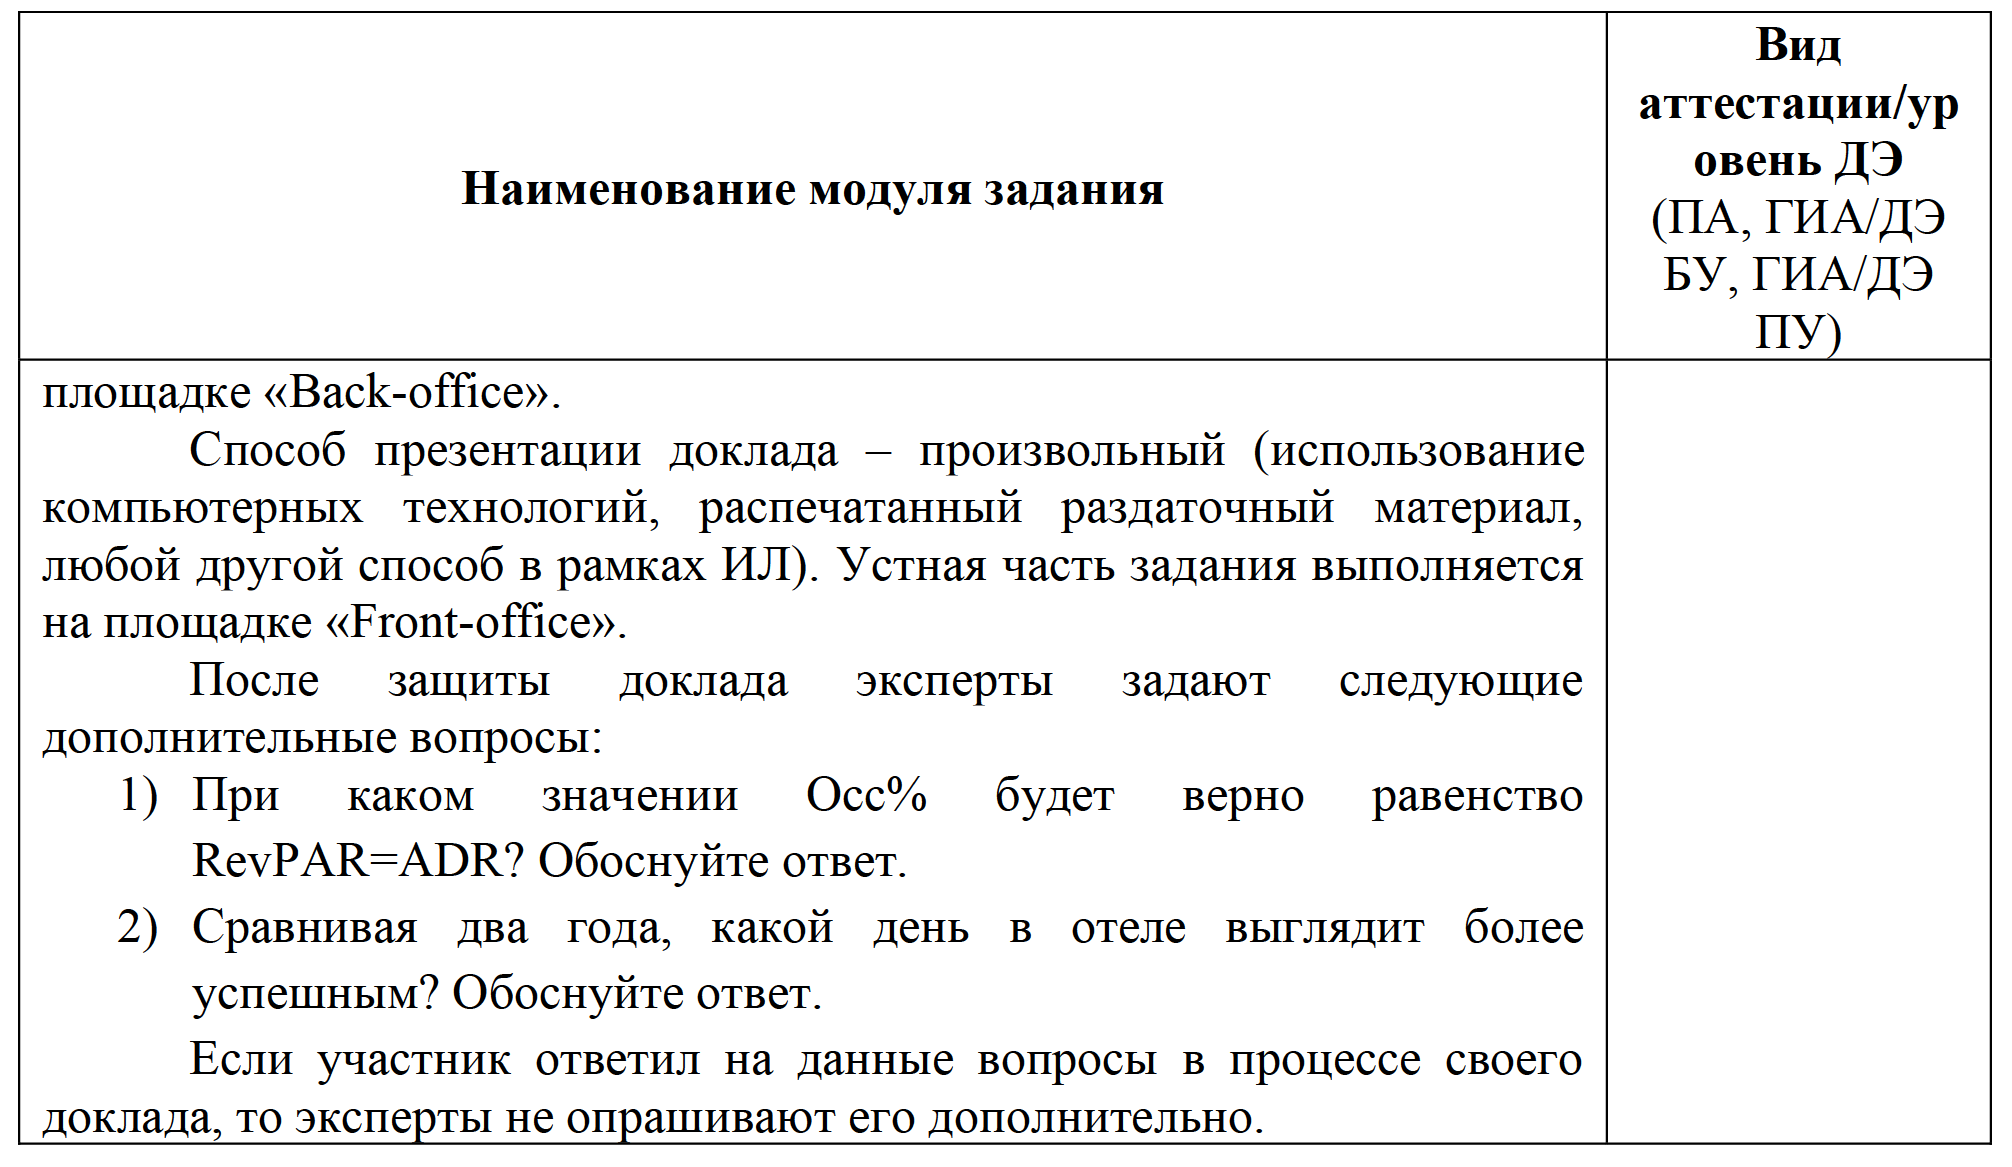 Наименование модуля задания
Вид
аттестации/ур
овень ДЭ
(ПА, ГИА/ДЭ
БУ, ГИА/ДЭ
ПУ)
площадке «Back-office».
Способ презентации доклада – произвольный (использование
компьютерных технологий, распечатанный раздаточный материал,
любой другой способ в рамках ИЛ). Устная часть задания выполняется
на площадке «Front-office».
После защиты доклада эксперты задают следующие
дополнительные вопросы:
1) При каком значении Occ% будет верно равенство
RevPAR=ADR? Обоснуйте ответ.
2) Сравнивая два года, какой день в отеле выглядит более
успешным? Обоснуйте ответ.
Если участник ответил на данные вопросы в процессе своего
доклада, то эксперты не опрашивают его дополнительно.